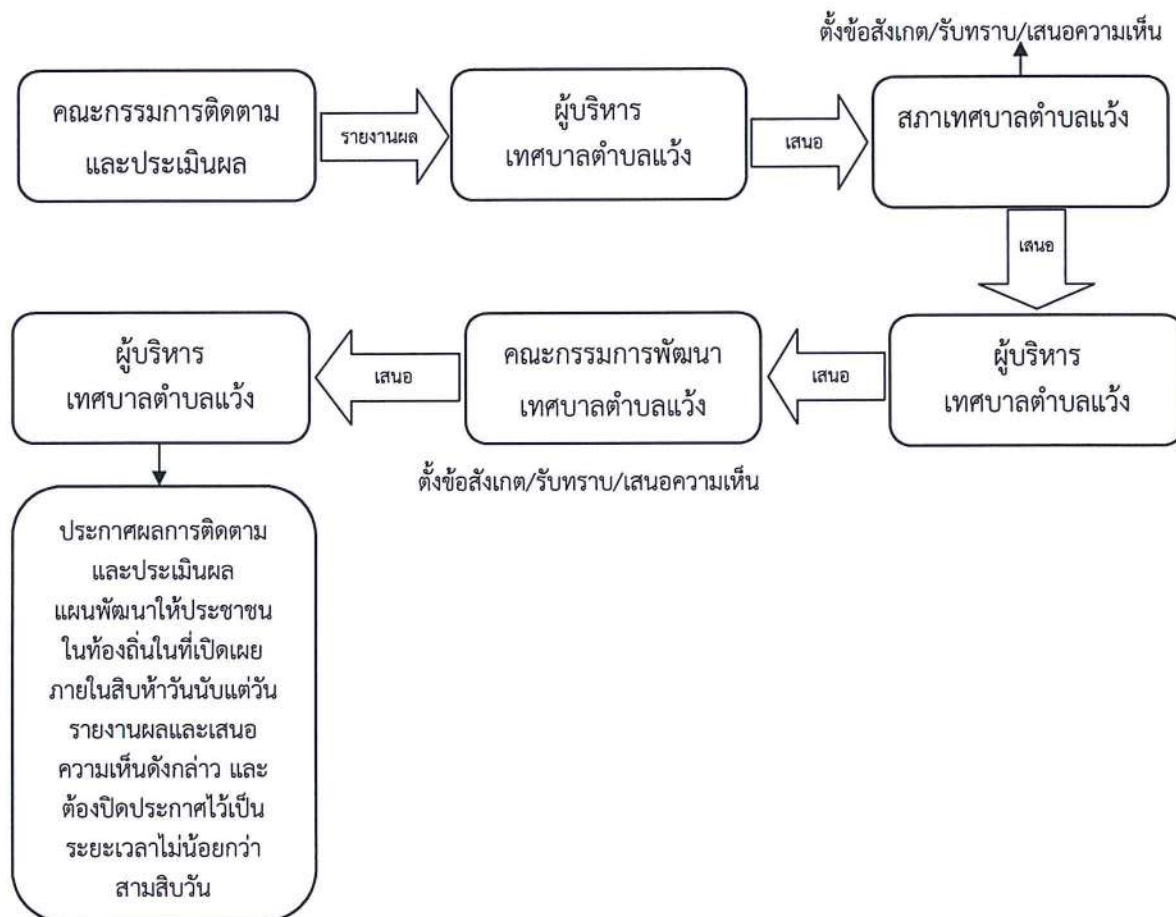 ตั้งข้อสังเกต/รับทราบ/เสนอความเห็น
คณะกรรมการติดตาม
และประเมินผล
รายงานผล
ผู้บริหาร
เทศบาลตำบลแว้ง
เสนอ
สภาเทศบาลตำบลแว้ง
เสนอ
ผู้บริหาร
เทศบาลตำบลแว้ง
เสนอ
คณะกรรมการพัฒนา
เทศบาลตำบลแว้ง
ตั้งข้อสังเกต/รับทราบ/เสนอความเห็น
เสนอ
ผู้บริหาร
เทศบาลตำบลแว้ง
ประกาศผลการติดตาม
และประเมินผล
แผนพัฒนาให้ประชาชน
ในท้องถิ่นในที่เปิดเผย
ภายในสิบห้าวันนับแต่วัน
รายงานผลและเสนอ
ความเห็นดังกล่าว และ
ต้องปิดประกาศไว้เป็น
ระยะเวลาไม่น้อยกว่า
สามสิบวัน